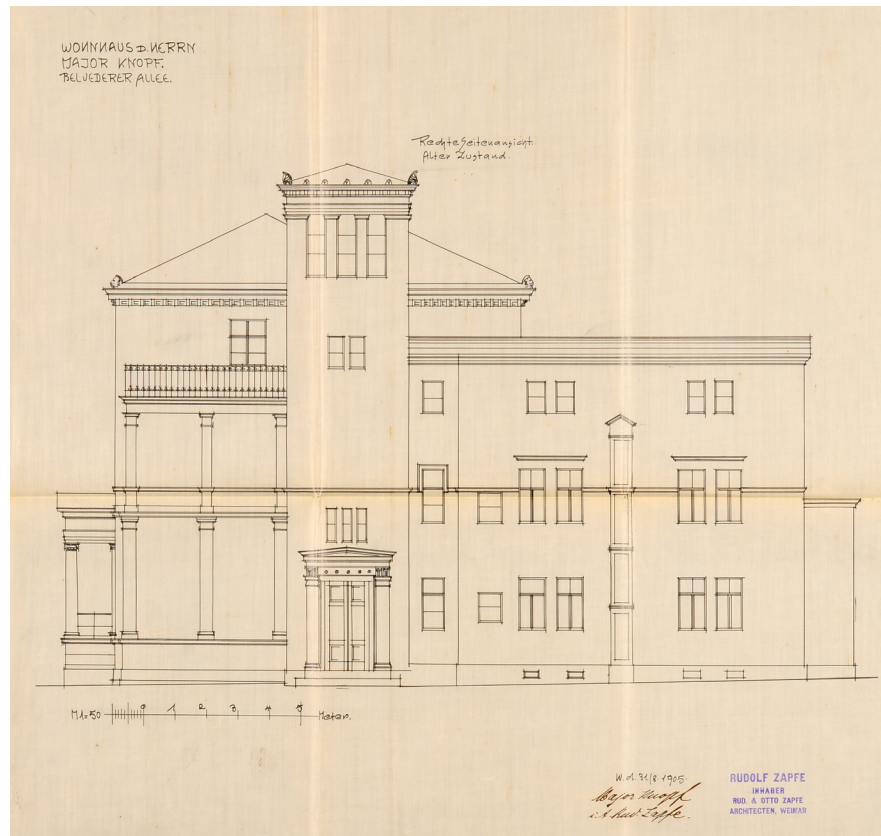 WOHNHAUS D. HERRN
MAJOR KNOPF.
BELVEDERER ALLEE.
Rechte Seitenansicht.
Alter Zustand.
M 1=50
0 1 2 3 4 5 Meter.
W. d. 31/8. 1905.
Major Knopf
i. A. Rud. Zapfe.
RUDOLF ZAPFE
INHABER
RUD. & OTTO ZAPFE
ARCHITECTEN, WEIMAR